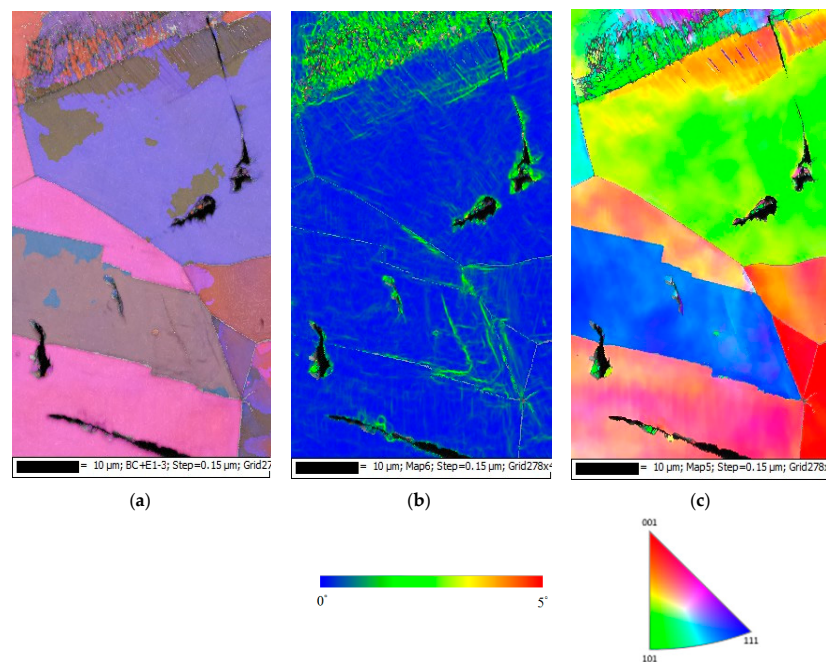 = 10 µm; BC+E1-3; Step=0.15 µm; Grid27
= 10 µm; Map6; Step=0.15 µm; Grid278x4
= 10 µm; Map5; Step=0.15 µm; Grid278x
(a)
(b)
(c)
0°
5°
001
111
101